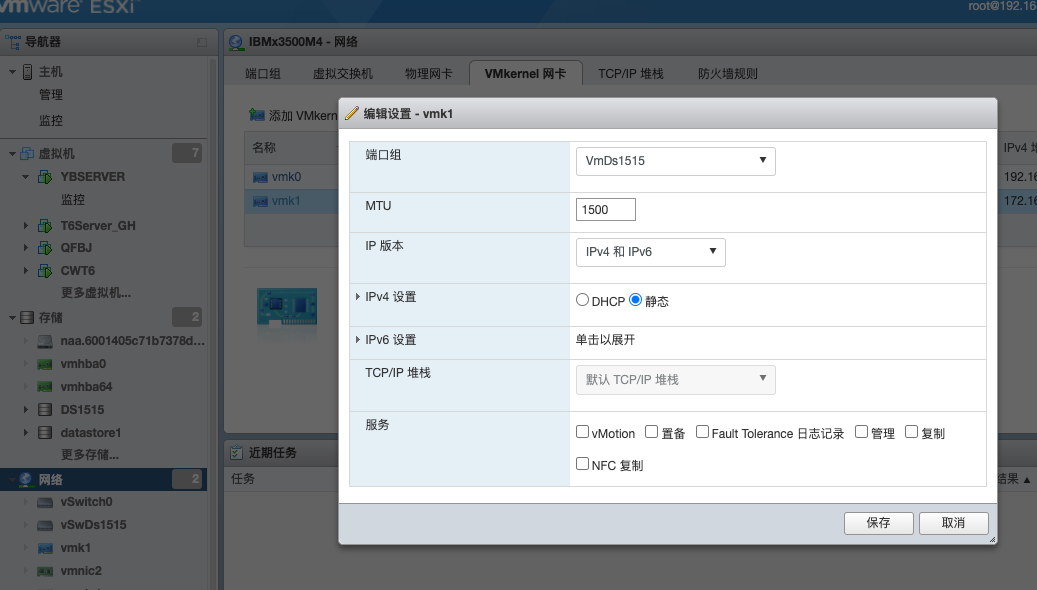 vmware ESXi™
root@192.16
导航器
主机
管理
监控
虚拟机 7
YBSERVER
监控
T6Server_GH
QFBJ
CWT6
更多虚拟机...
存储 2
naa.6001405c71b7378d...
vmhba0
vmhba64
DS1515
datastore1
更多存储...
网络 2
vSwitch0
vSwDs1515
vmk1
vmnic2
IBMx3500M4 - 网络
端口组 虚拟交换机 物理网卡 VMkernel 网卡 TCP/IP 堆栈 防火墙规则
添加 VMkern
名称 IPv4 地
vmk0 192.16
vmk1 172.16
编辑设置 - vmk1
端口组 VmDs1515
MTU 1500
IP 版本 IPv4 和 IPv6
IPv4 设置 DHCP 静态
IPv6 设置 单击以展开
TCP/IP 堆栈 默认 TCP/IP 堆栈
服务 vMotion 置备 Fault Tolerance 日志记录 管理 复制
NFC 复制
保存 取消
近期任务
任务 结果